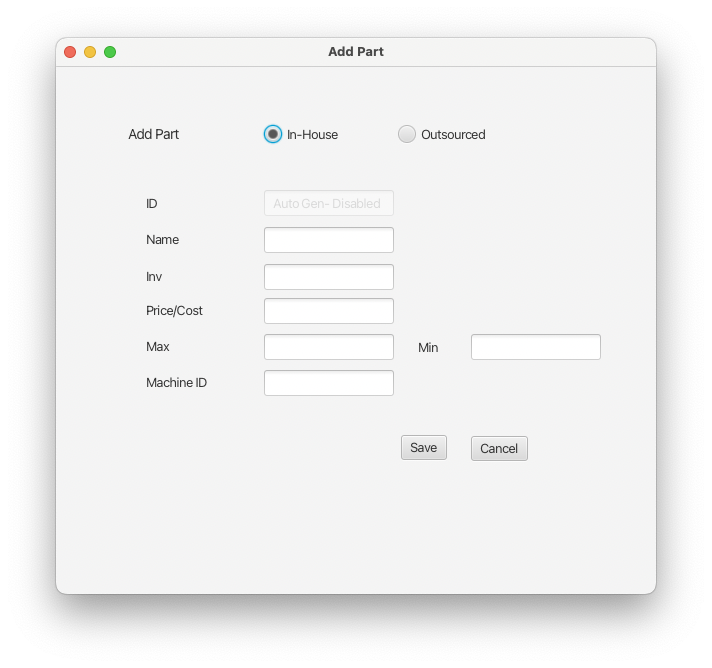 Add Part
Add Part In-House Outsourced
ID Auto Gen- Disabled
Name
Inv
Price/Cost
Max Min
Machine ID
Save Cancel